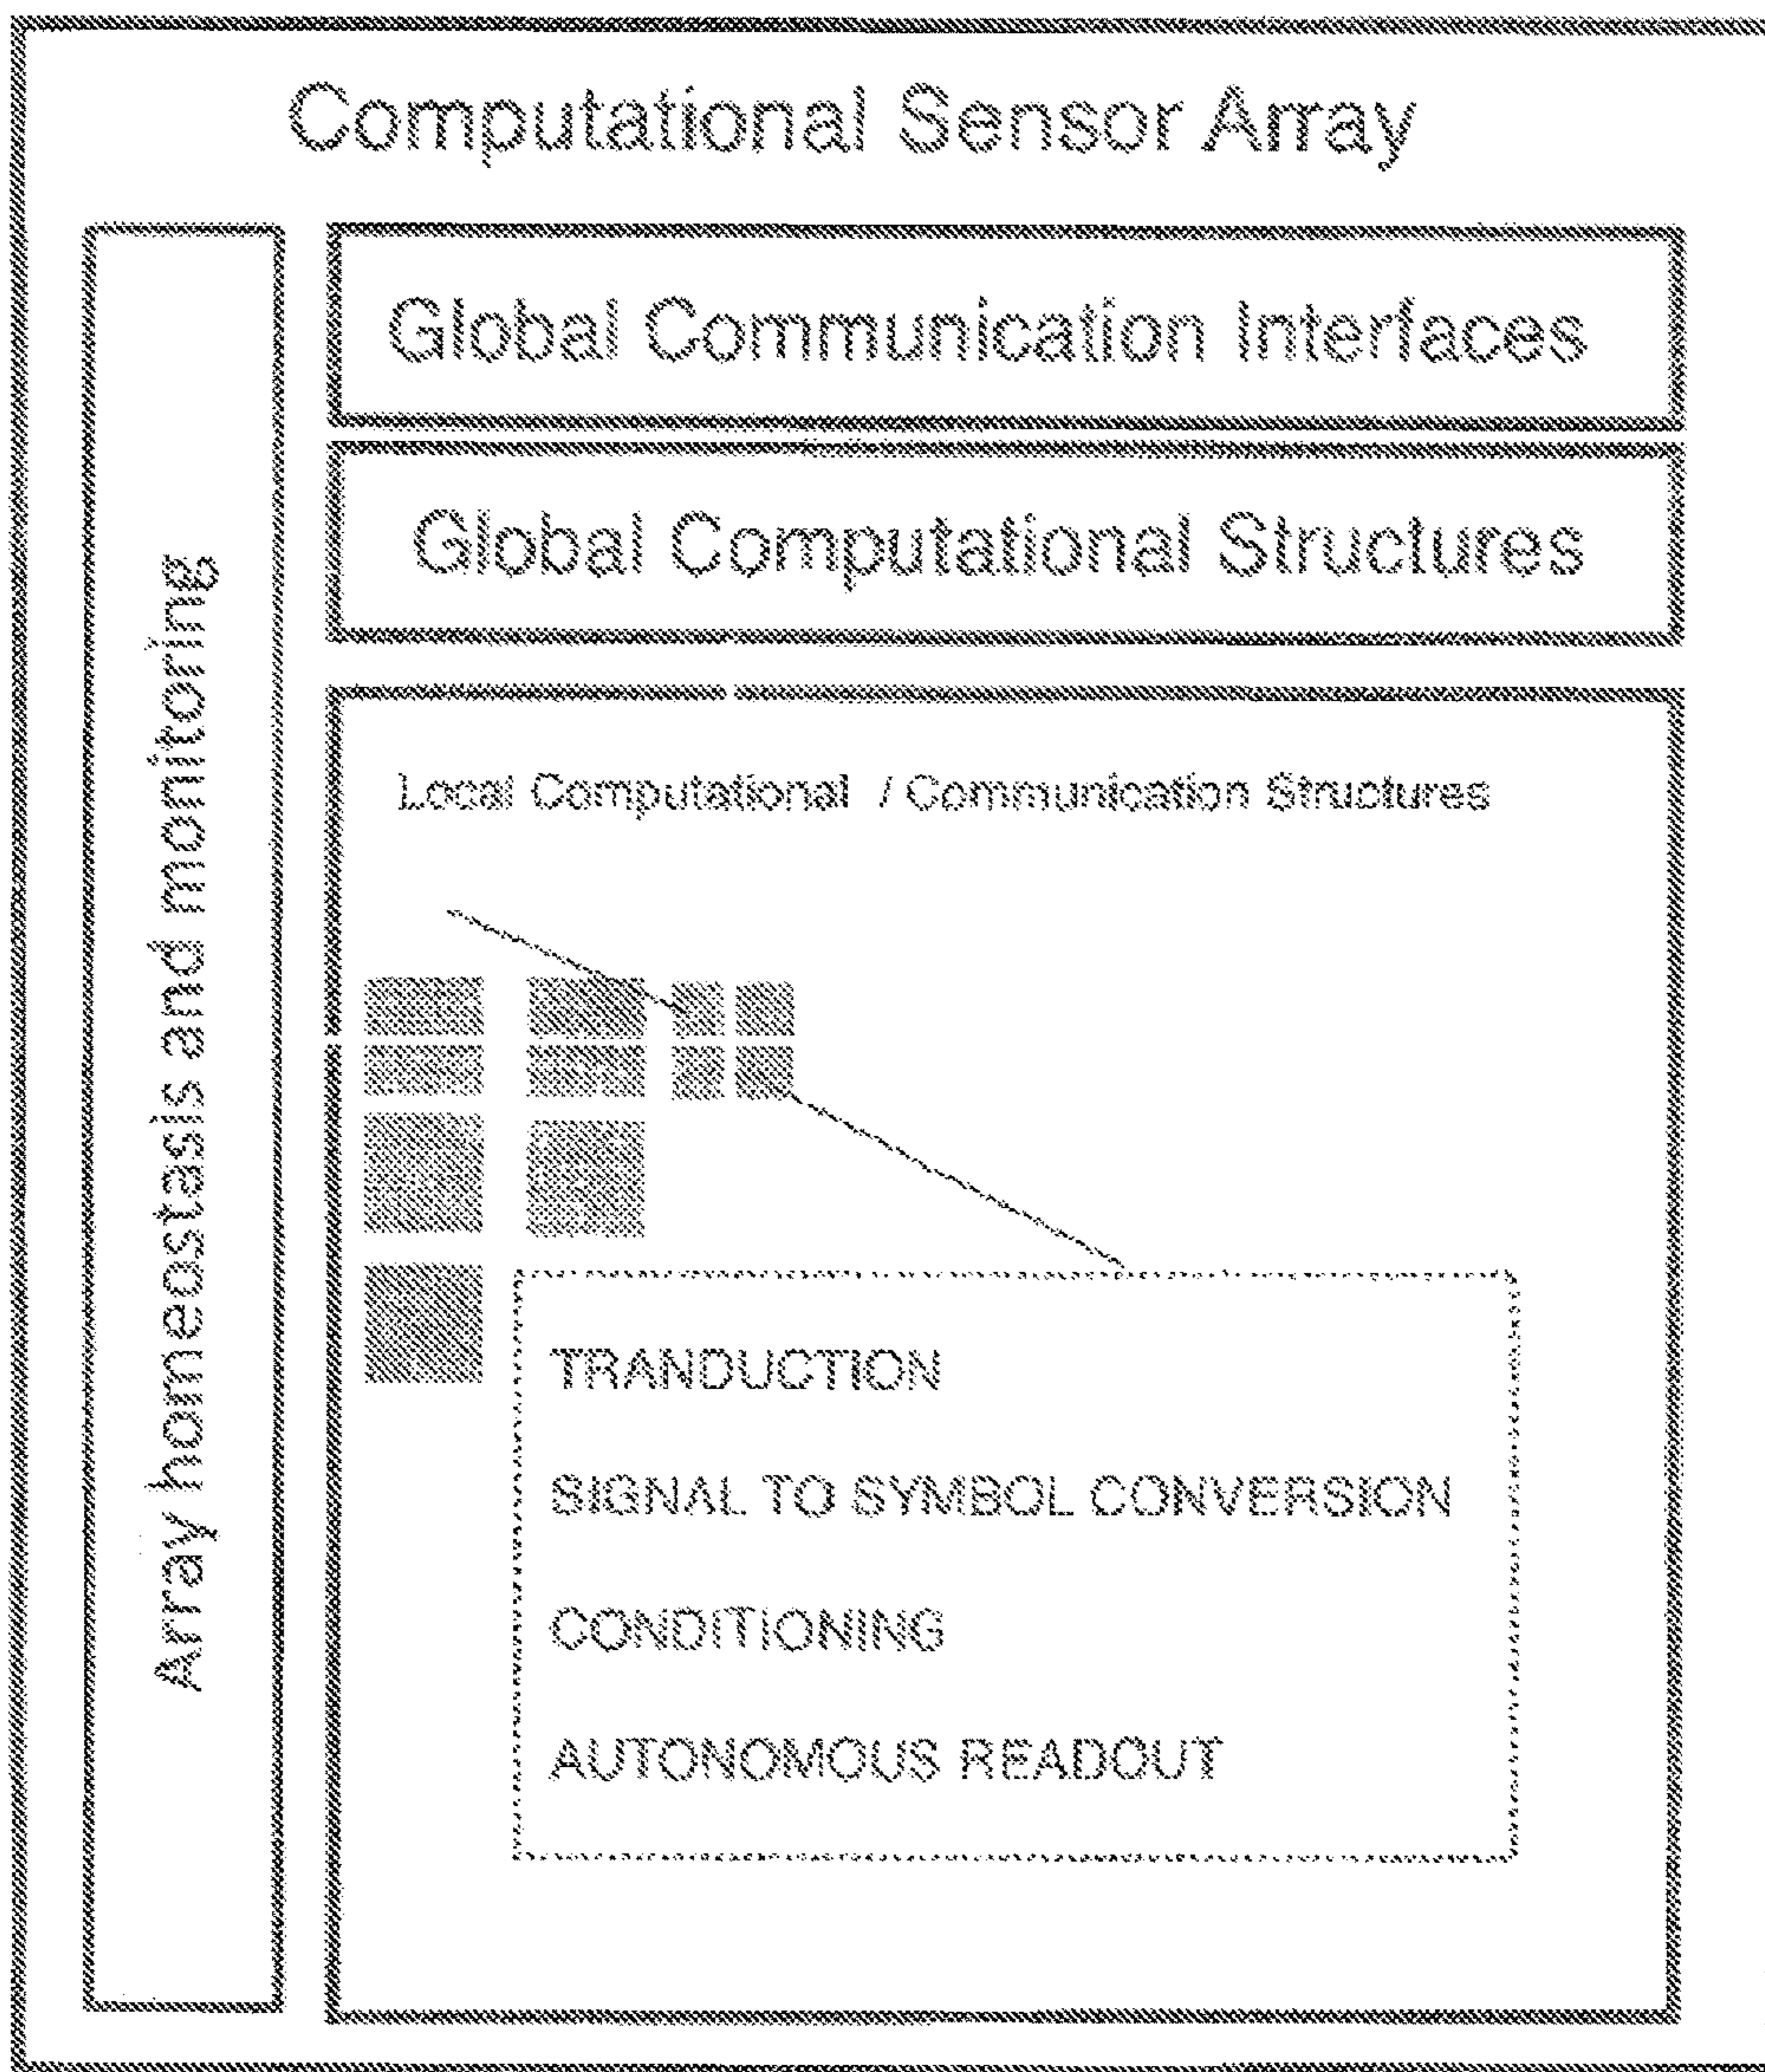 Computational Sensor Array
Array homeostasis and monitoring
Global Communication Interfaces
Global Computational Structures
Local Computational / Communication Structures
TRANDUCTION
SIGNAL TO SYMBOL CONVERSION
CONDITIONING
AUTONOMOUS READOUT